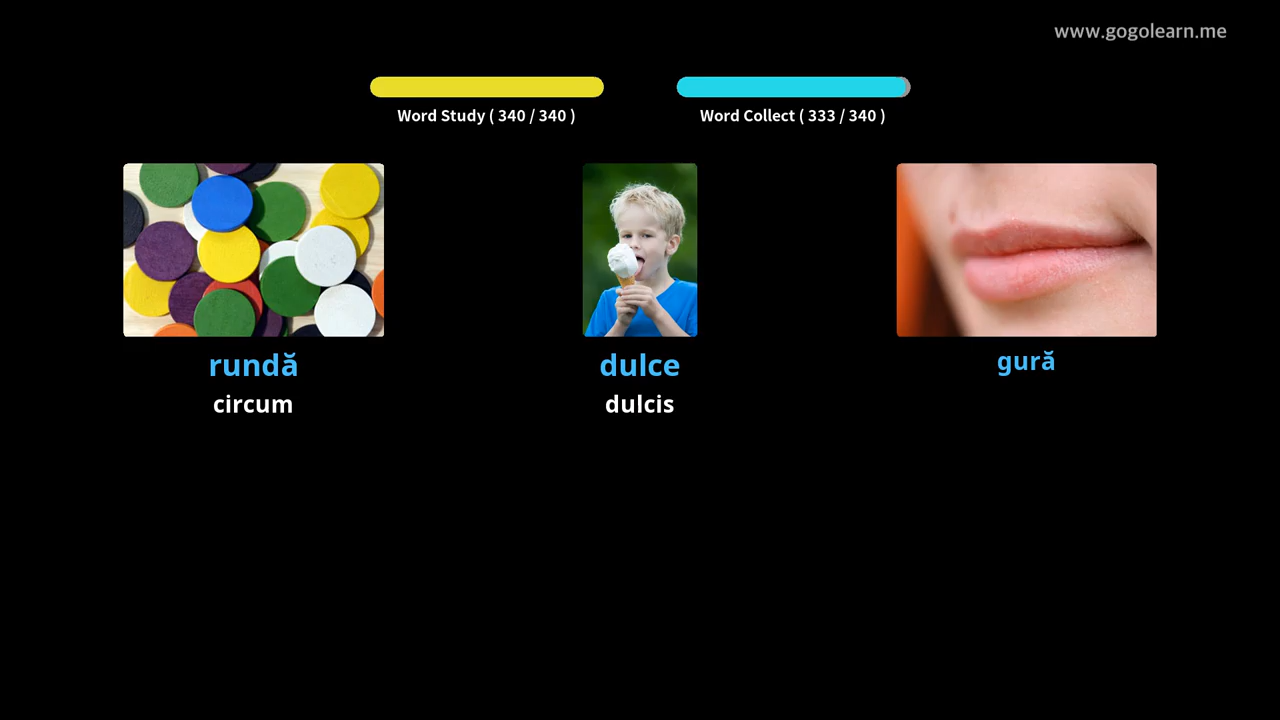 www.gogolearn.me
Word Study ( 340 / 340 )
Word Collect ( 333 / 340 )
rundă
dulce
gură
circum
dulcis